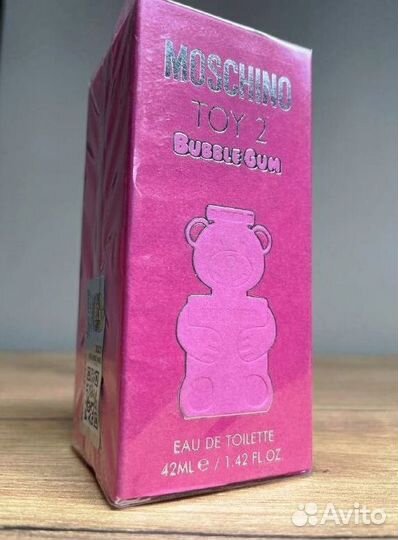 MOSCHINO
TOY 2
BUBBLE GUM
EAU DE TOILETTE
42ML ℮ / 1.42 FL.OZ.
Avito